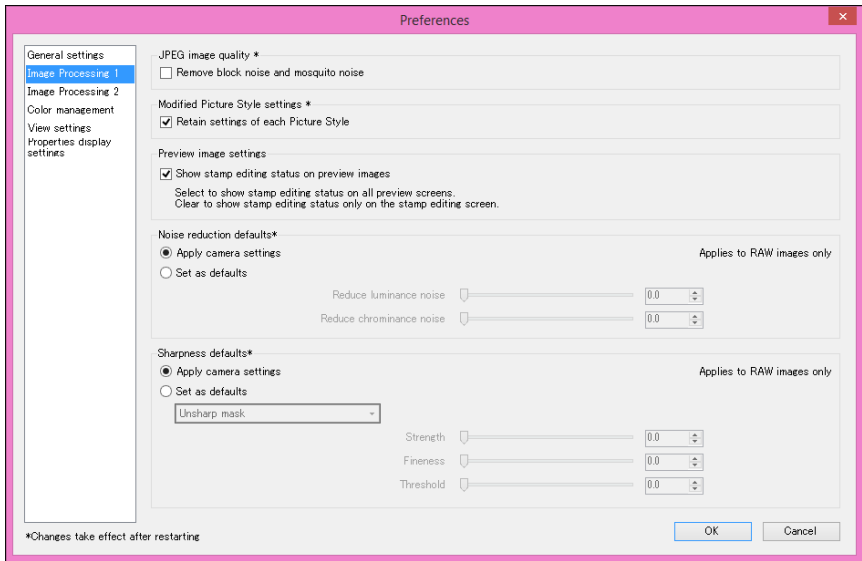 Preferences
General settings
Image Processing 1
Image Processing 2
Color management
View settings
Properties display
settings
JPEG image quality *
Remove block noise and mosquito noise
Modified Picture Style settings *
Retain settings of each Picture Style
Preview image settings
Show stamp editing status on preview images
Select to show stamp editing status on all preview screens.
Clear to show stamp editing status only on the stamp editing screen.
Noise reduction defaults*
Apply camera settings Applies to RAW images only
Set as defaults
Reduce luminance noise 0.0
Reduce chrominance noise 0.0
Sharpness defaults*
Apply camera settings Applies to RAW images only
Set as defaults
Unsharp mask
Strength 0.0
Fineness 0.0
Threshold 0.0
*Changes take effect after restarting
OK Cancel